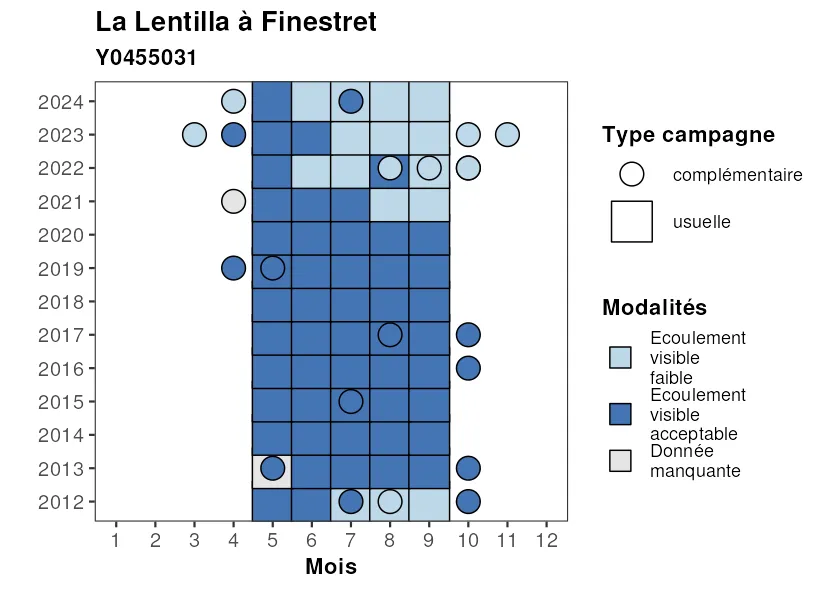 La Lentilla à Finestret
Y0455031
2024
2023
2022
2021
2020
2019
2018
2017
2016
2015
2014
2013
2012
1 2 3 4 5 6 7 8 9 10 11 12
Mois
Type campagne
complémentaire
usuelle
Modalités
Ecoulement
visible
faible
Ecoulement
visible
acceptable
Donnée
manquante